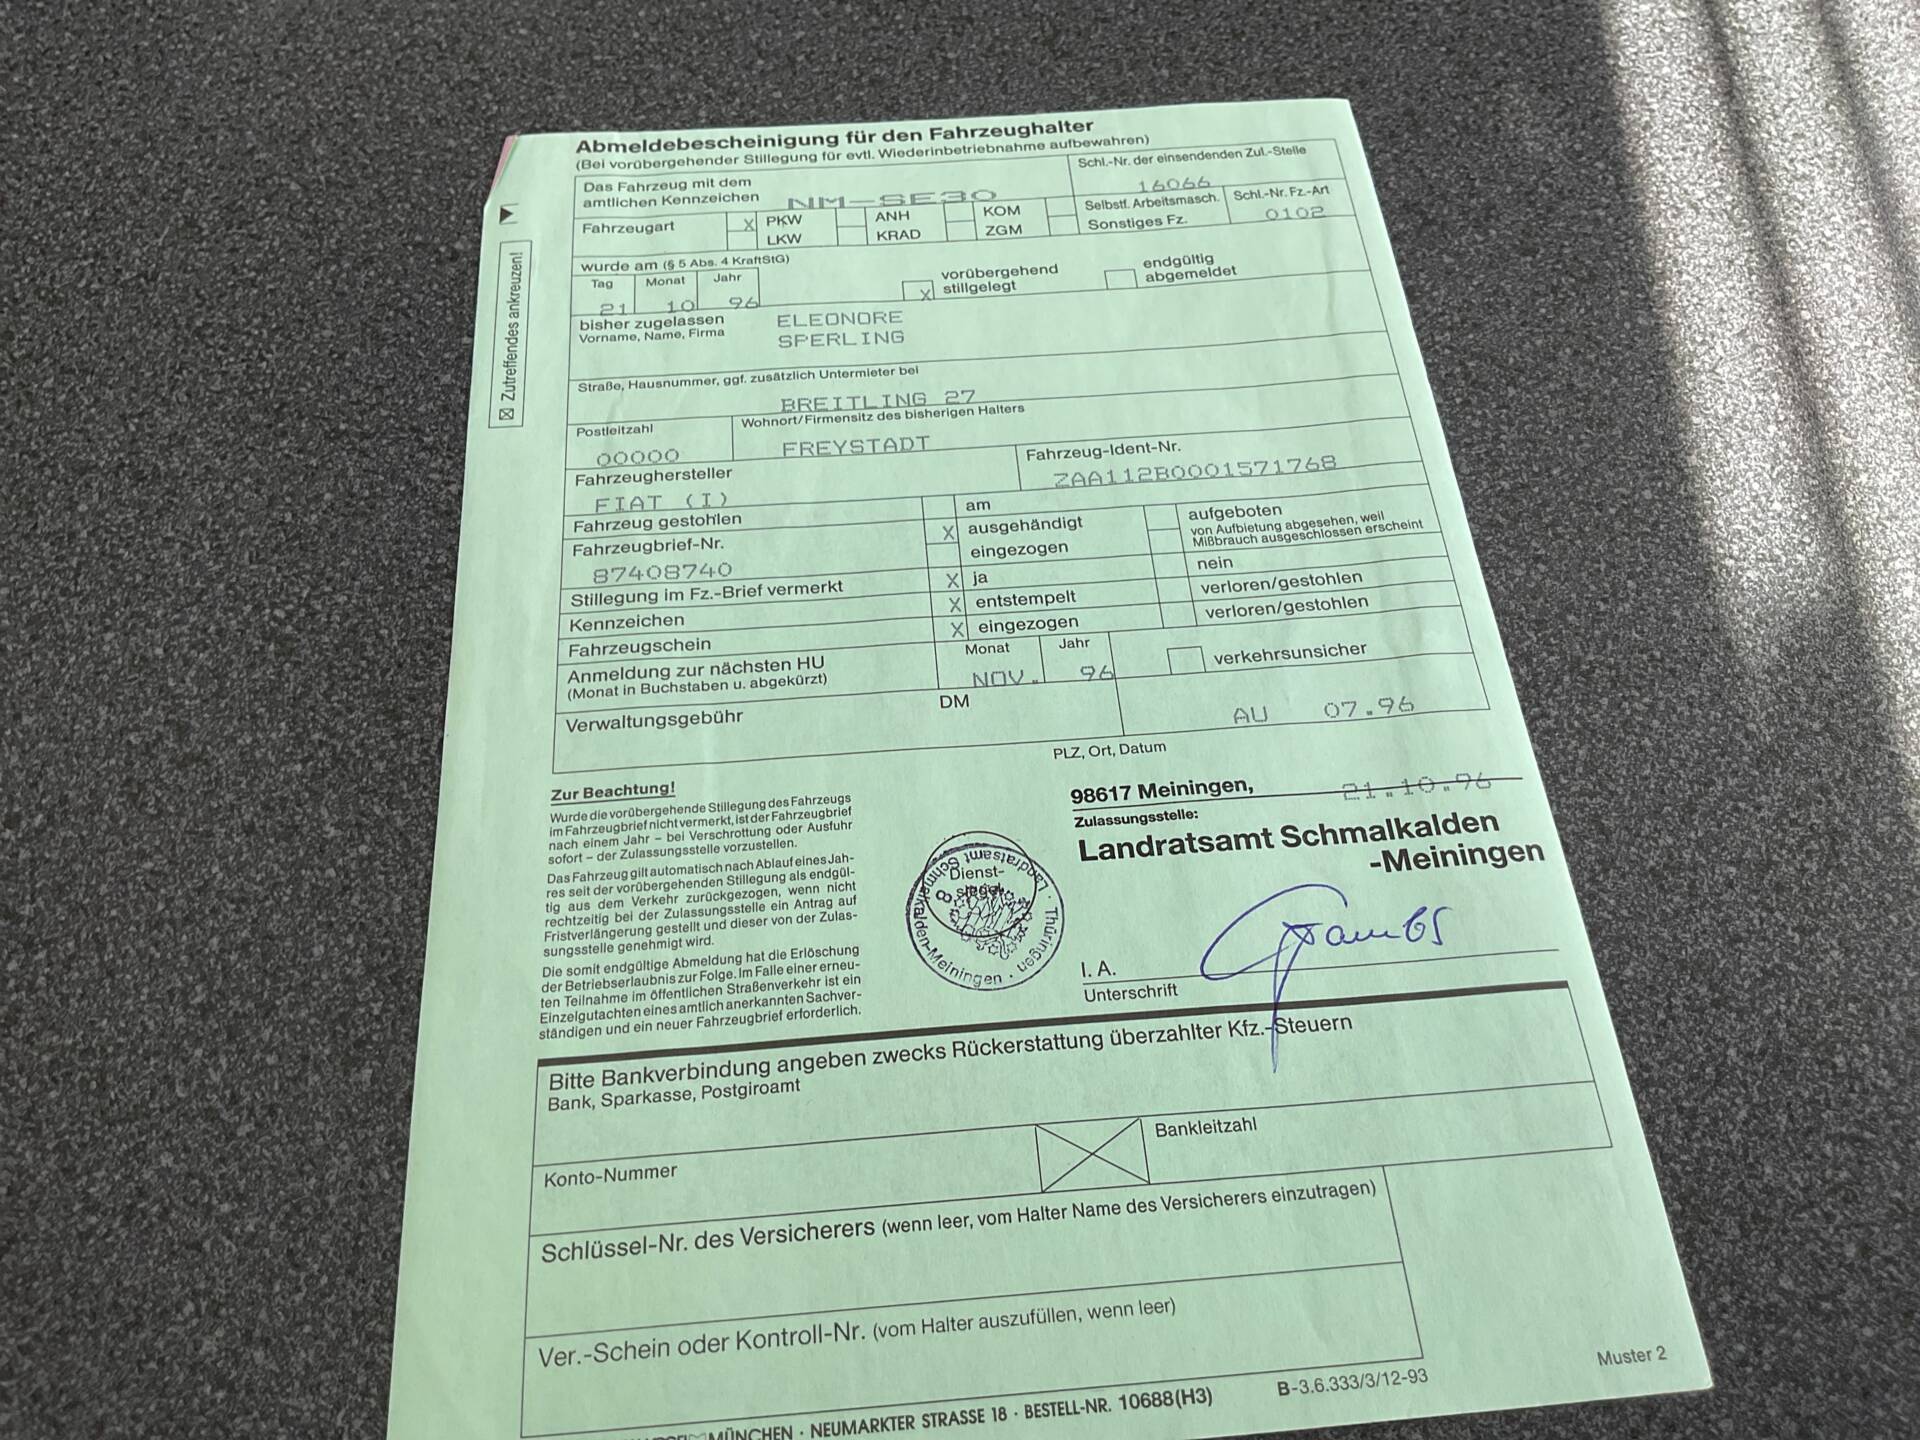 Abmeldebescheinigung für den Fahrzeughalter
(Bei vorübergehender Stillegung für evtl. Wiederinbetriebnahme aufbewahren)
Das Fahrzeug mit dem
amtlichen Kennzeichen NM-SE30
Schl.-Nr. der einsendenden Zul.-Stelle
16066
Fahrzeugart
X PKW
LKW
ANH
KRAD
KOM
ZGM
Selbstf. Arbeitsmasch.
Sonstiges Fz.
Schl.-Nr. Fz.-Art
0102
wurde am (§ 5 Abs. 4 KraftStG)
Tag Monat Jahr
21 10 96
X vorübergehend
stillgelegt
endgültig
abgemeldet
bisher zugelassen
Vorname, Name, Firma
ELEONORE
SPERLING
Straße, Hausnummer, ggf. zusätzlich Untermieter bei
BREITLING 27
Postleitzahl
00000
Wohnort/Firmensitz des bisherigen Halters
FREYSTADT
Fahrzeughersteller
FIAT (I)
Fahrzeug-Ident-Nr.
ZAA112B0001571768
Fahrzeug gestohlen am
Fahrzeugbrief-Nr.
87408740
X ausgehändigt
eingezogen
aufgeboten
von Aufbietung abgesehen, weil
Mißbrauch ausgeschlossen erscheint
Stillegung im Fz.-Brief vermerkt X ja nein
Kennzeichen X entstempelt verloren/gestohlen
Fahrzeugschein X eingezogen verloren/gestohlen
Anmeldung zur nächsten HU
(Monat in Buchstaben u. abgekürzt)
Monat Jahr
NOV. 96
verkehrsunsicher
Verwaltungsgebühr DM
AU 07.96
PLZ, Ort, Datum
98617 Meiningen, 21.10.96
Zulassungsstelle:
Landratsamt Schmalkalden
-Meiningen
Zur Beachtung!
Wurde die vorübergehende Stillegung des Fahrzeugs
im Fahrzeugbrief nicht vermerkt, ist der Fahrzeugbrief
nach einem Jahr – bei Verschrottung oder Ausfuhr
sofort – der Zulassungsstelle vorzustellen.
Das Fahrzeug gilt automatisch nach Ablauf eines Jah-
res seit der vorübergehenden Stillegung als endgül-
tig aus dem Verkehr zurückgezogen, wenn nicht
rechtzeitig bei der Zulassungsstelle ein Antrag auf
Fristverlängerung gestellt und dieser von der Zulas-
sungsstelle genehmigt wird.
Die somit endgültige Abmeldung hat die Erlöschung
der Betriebserlaubnis zur Folge. Im Falle einer erneu-
ten Teilnahme im öffentlichen Straßenverkehr ist ein
Einzelgutachten eines amtlich anerkannten Sachver-
ständigen und ein neuer Fahrzeugbrief erforderlich.
Dienst-
siegel
Landratsamt Schmalkalden-Meiningen · Thüringen ·
8
I. A.
Unterschrift
Bitte Bankverbindung angeben zwecks Rückerstattung überzahlter Kfz.-Steuern
Bank, Sparkasse, Postgiroamt
Konto-Nummer
Bankleitzahl
Schlüssel-Nr. des Versicherers (wenn leer, vom Halter Name des Versicherers einzutragen)
Ver.-Schein oder Kontroll-Nr. (vom Halter auszufüllen, wenn leer)
Muster 2
MÜNCHEN · NEUMARKTER STRASSE 18 · BESTELL-NR. 10688(H3)
B-3.6.333/3/12-93
Zutreffendes ankreuzen!